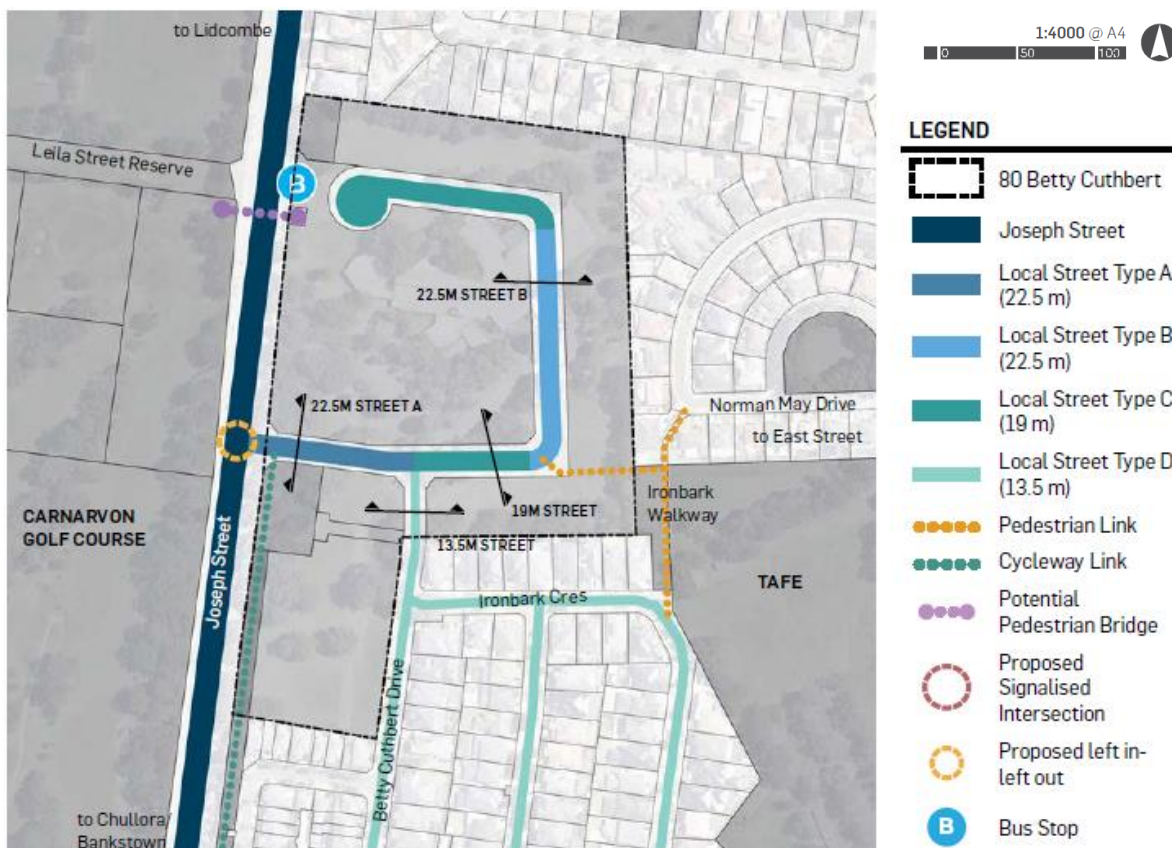 to Lidcombe
Leila Street Reserve
B
22.5M STREET B
22.5M STREET A
Norman May Drive
to East Street
CARNARVON
GOLF COURSE
Joseph Street
19M STREET
Ironbark
Walkway
13.5M STREET
TAFE
Ironbark Cres
Betty Cuthbert Drive
to Chullora/
Bankstown
1:4000 @ A4
0 50 100
LEGEND
80 Betty Cuthbert
Joseph Street
Local Street Type A
(22.5 m)
Local Street Type B
(22.5 m)
Local Street Type C
(19 m)
Local Street Type D
(13.5 m)
Pedestrian Link
Cycleway Link
Potential
Pedestrian Bridge
Proposed
Signalised
Intersection
Proposed left in-
left out
B
Bus Stop